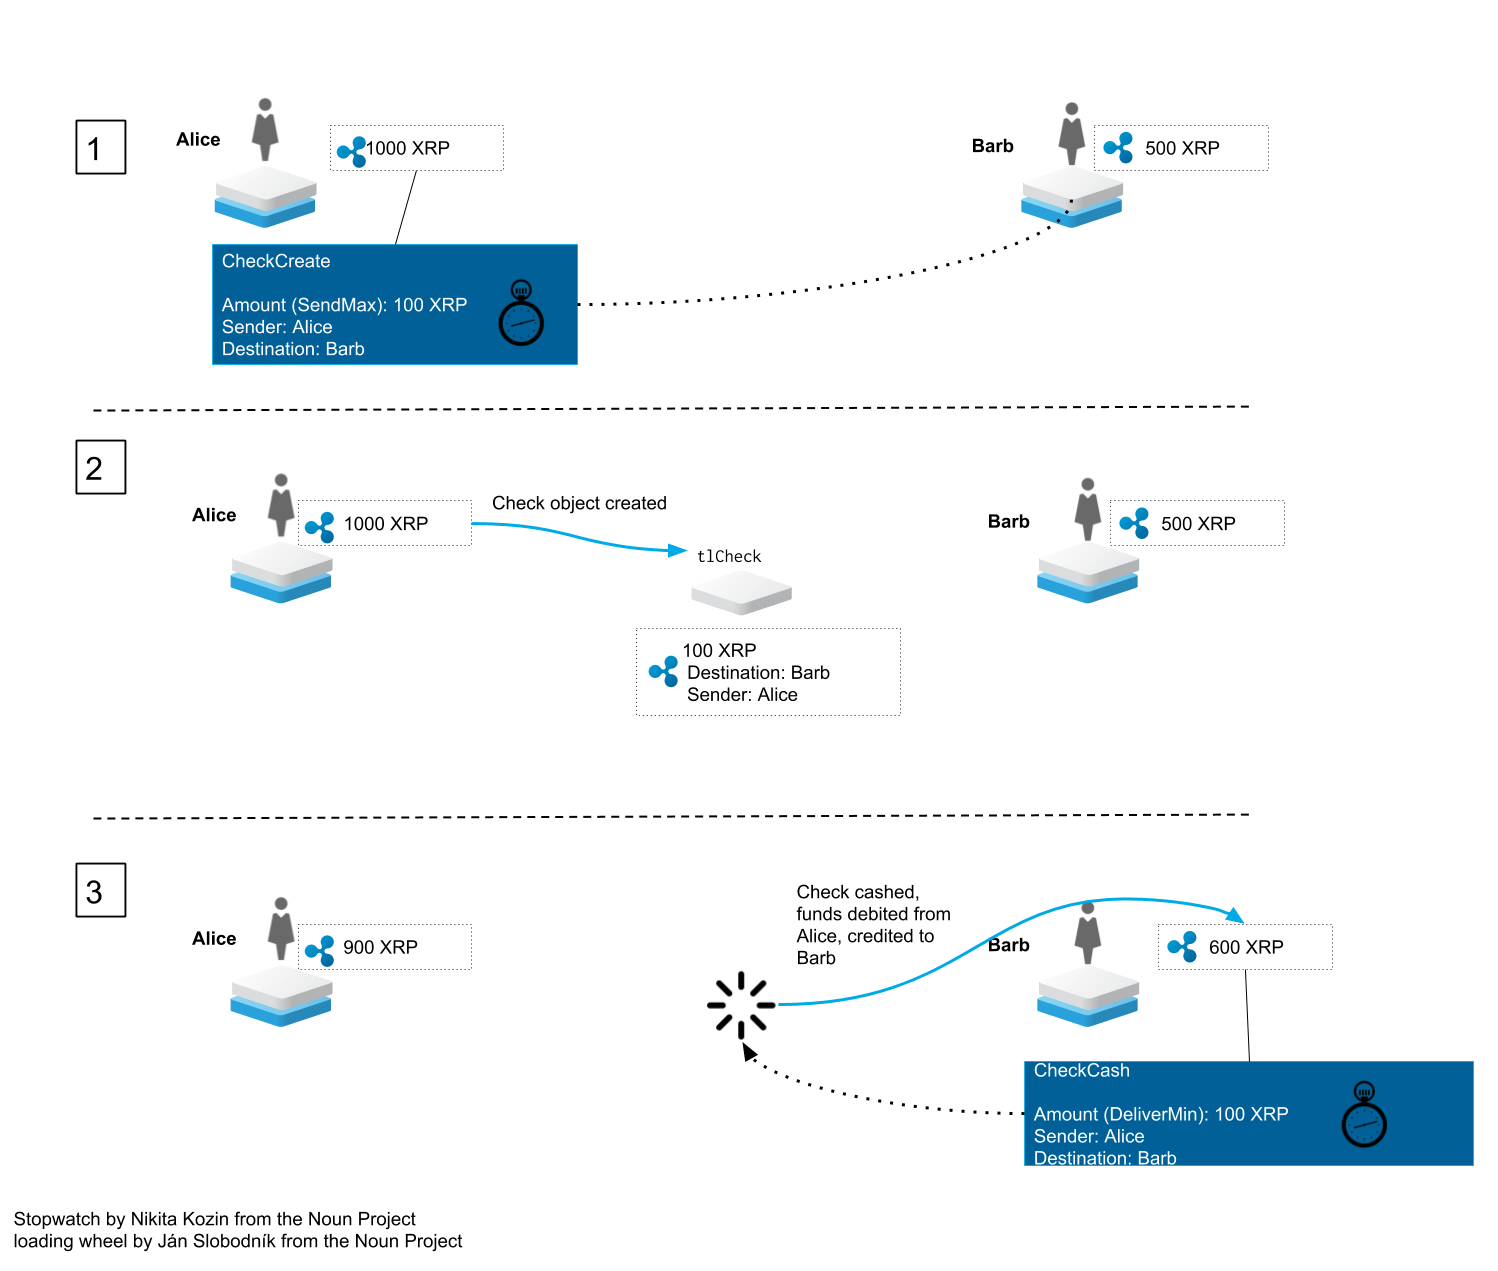 1
Alice
1000 XRP
Barb
500 XRP
CheckCreate
Amount (SendMax): 100 XRP
Sender: Alice
Destination: Barb
2
Alice
1000 XRP
Check object created
tlCheck
100 XRP
Destination: Barb
Sender: Alice
Barb
500 XRP
3
Alice
900 XRP
Check cashed,
funds debited from
Alice, credited to
Barb
Barb
600 XRP
CheckCash
Amount (DeliverMin): 100 XRP
Sender: Alice
Destination: Barb
Stopwatch by Nikita Kozin from the Noun Project
loading wheel by Ján Slobodník from the Noun Project